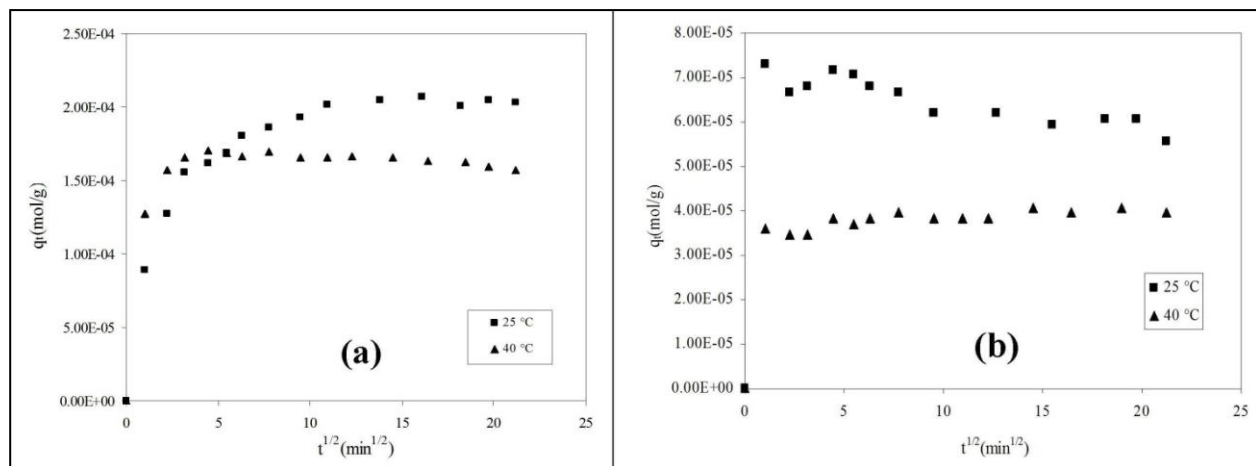 2.50E-04
2.00E-04
1.50E-04
1.00E-04
5.00E-05
0.00E+00
qt(mol/g)
0 5 10 15 20 25
t1/2(min1/2)
25 °C
40 °C
(a)
8.00E-05
7.00E-05
6.00E-05
5.00E-05
4.00E-05
3.00E-05
2.00E-05
1.00E-05
0.00E+00
qt(mol/g)
0 5 10 15 20 25
t1/2(min1/2)
25 °C
40 °C
(b)